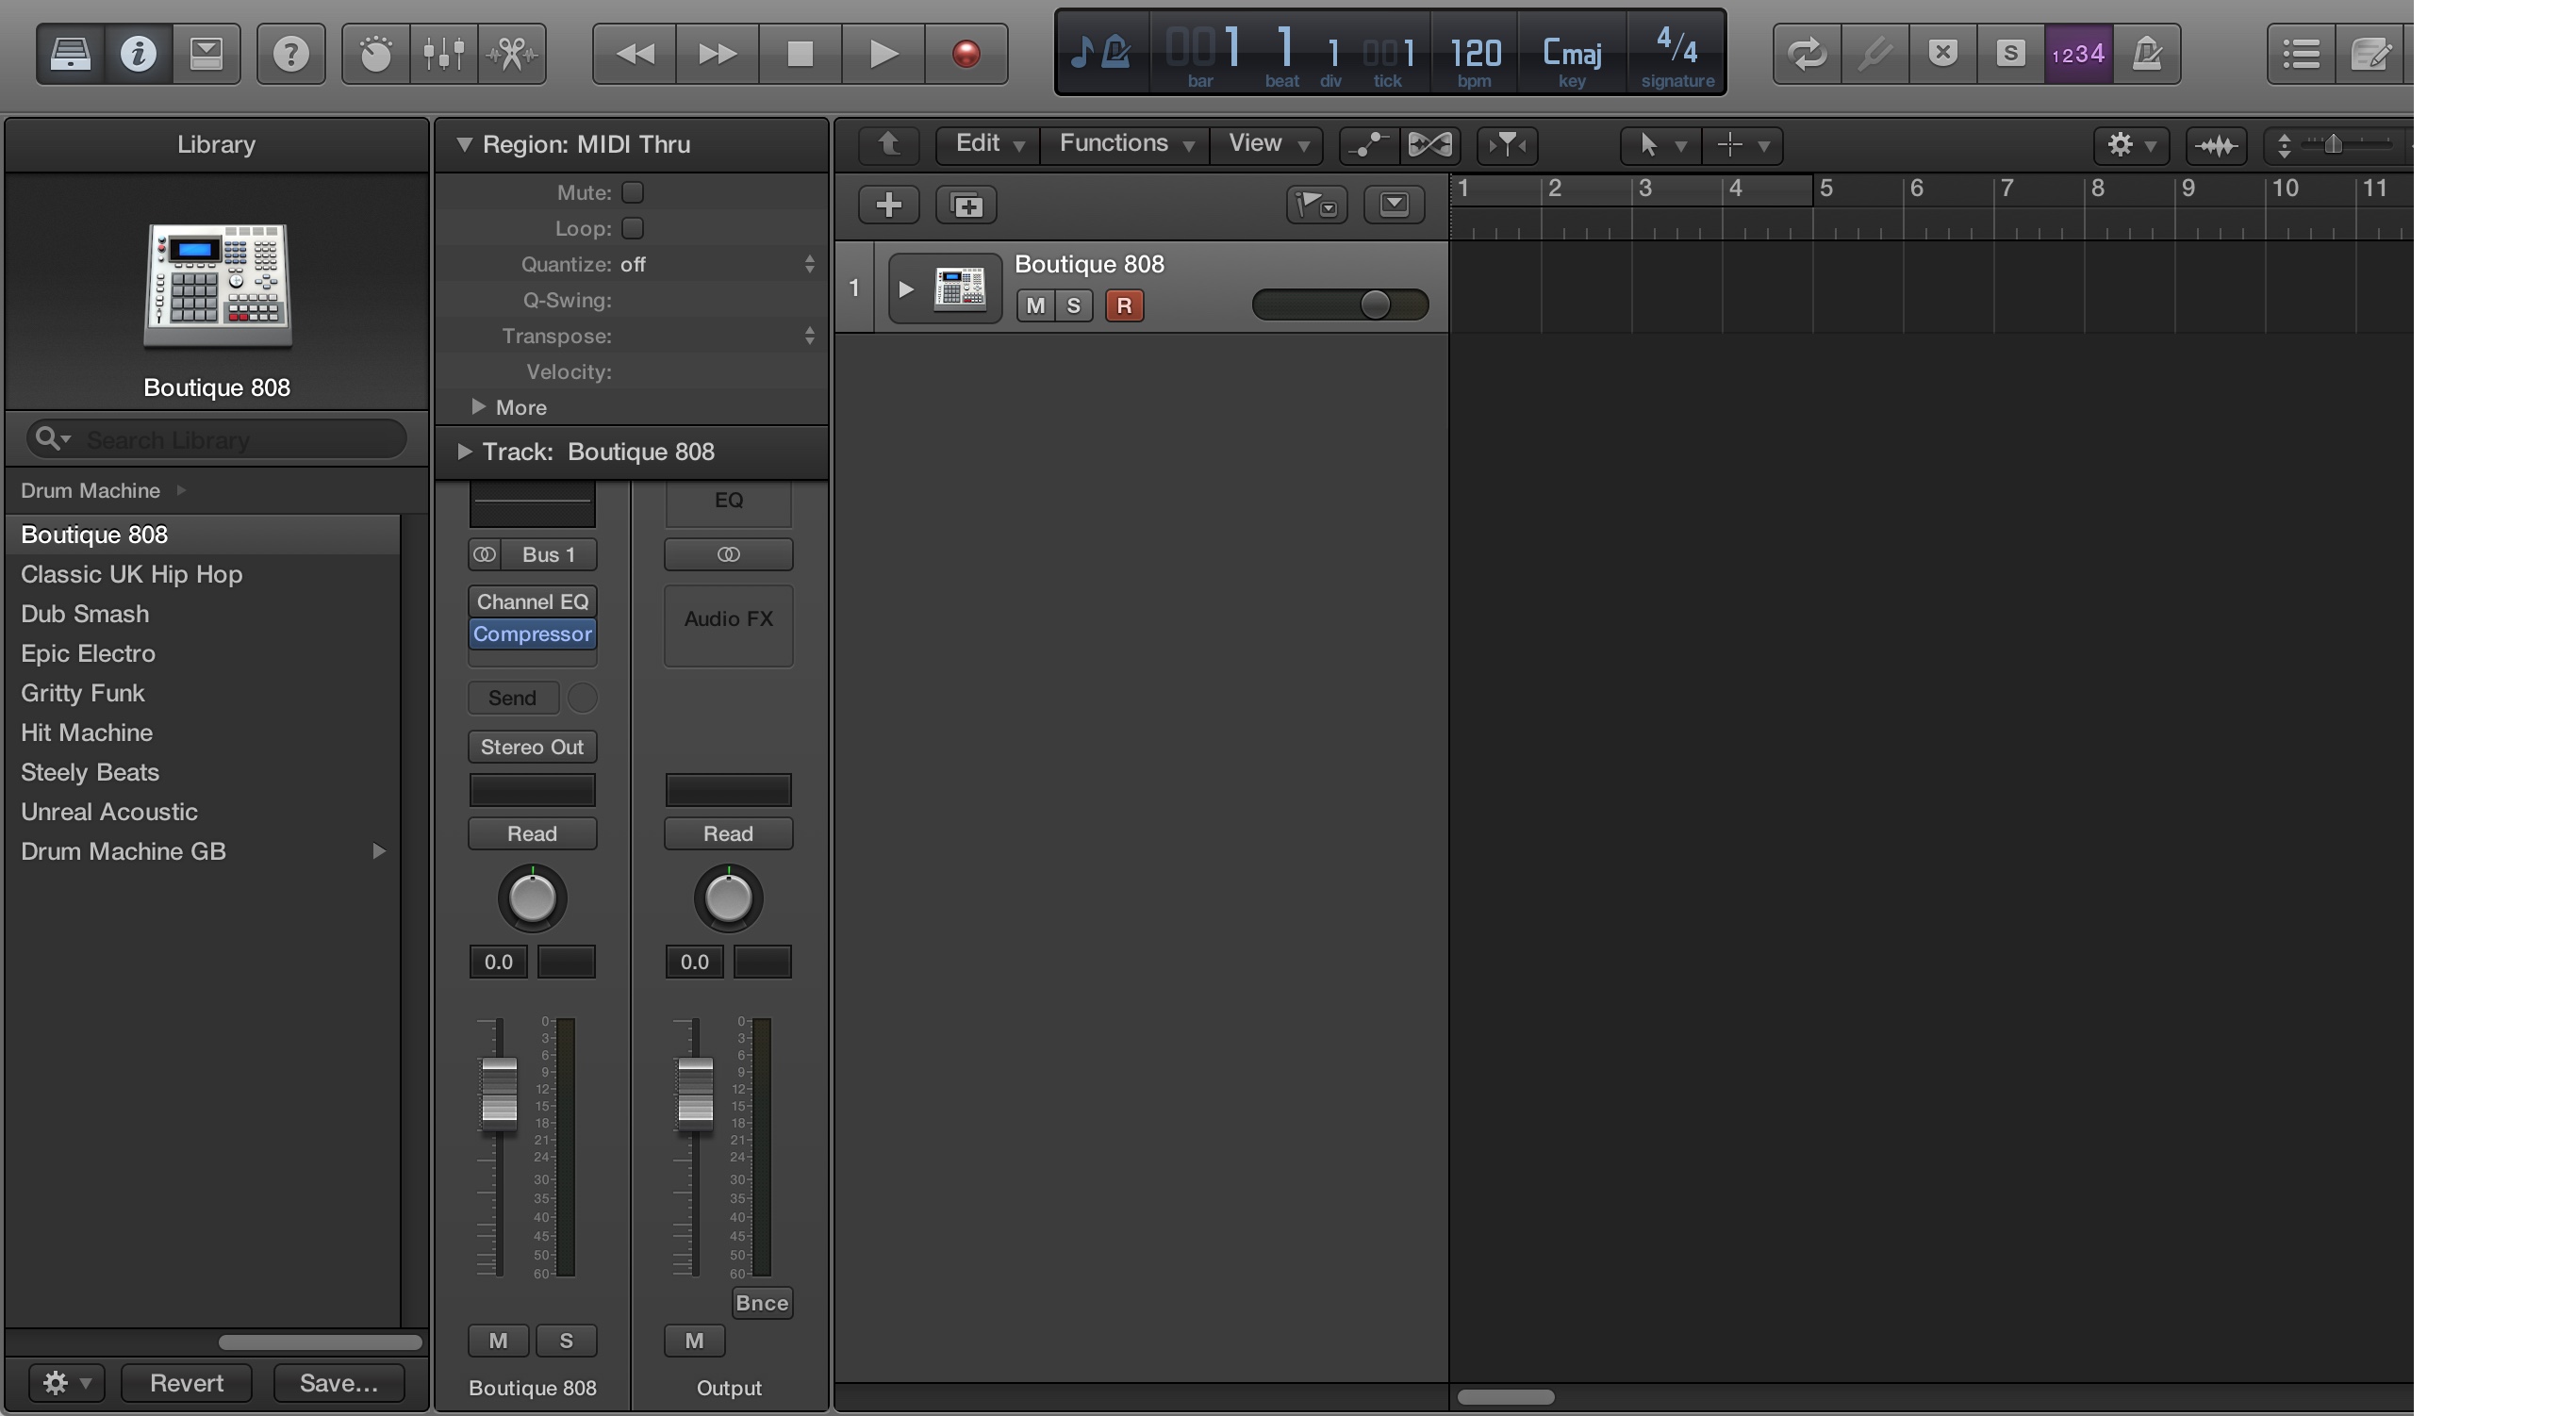 001 1 1 001 120 Cmaj 4/4
bar beat div tick bpm key signature
S 1234
Library
Region: MIDI Thru
Edit Functions View
Mute:
Loop:
Quantize: off
Q-Swing:
Transpose:
Velocity:
More
Boutique 808
Search Library
Track: Boutique 808
Drum Machine
Boutique 808
Classic UK Hip Hop
Dub Smash
Epic Electro
Gritty Funk
Hit Machine
Steely Beats
Unreal Acoustic
Drum Machine GB
Revert Save...
EQ
Bus 1
Channel EQ
Compressor
Audio FX
Send
Stereo Out
Read Read
0.0 0.0
0 0
3 3
6 6
9 9
12 12
15 15
18 18
21 21
24 24
30 30
35 35
40 40
45 45
50 50
60 60
Bnce
M S M
Boutique 808 Output
1 2 3 4 5 6 7 8 9 10 11
1 Boutique 808
M S R